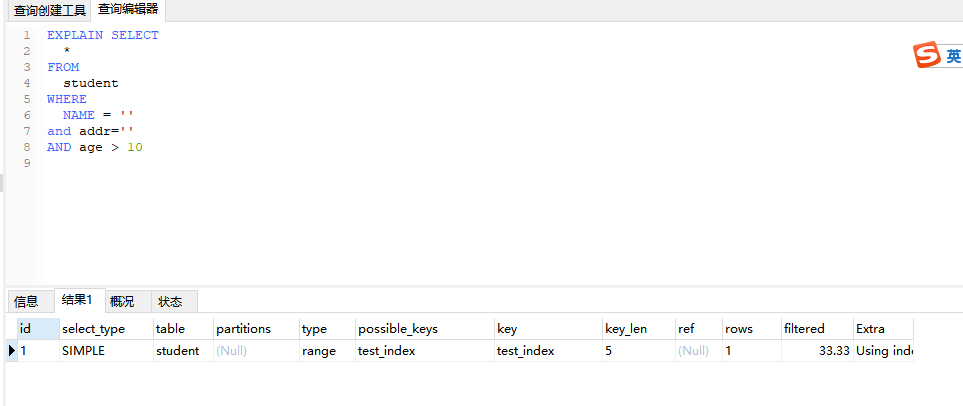 查询创建工具 查询编辑器
1 EXPLAIN SELECT
2 *
3 FROM
4 student
5 WHERE
6 NAME = ''
7 and addr=''
8 AND age > 10
9
S 英
信息 结果1 概况 状态
id select_type table partitions type possible_keys key key_len ref rows filtered Extra
1 SIMPLE student (Null) range test_index test_index 5 (Null) 1 33.33 Using inde